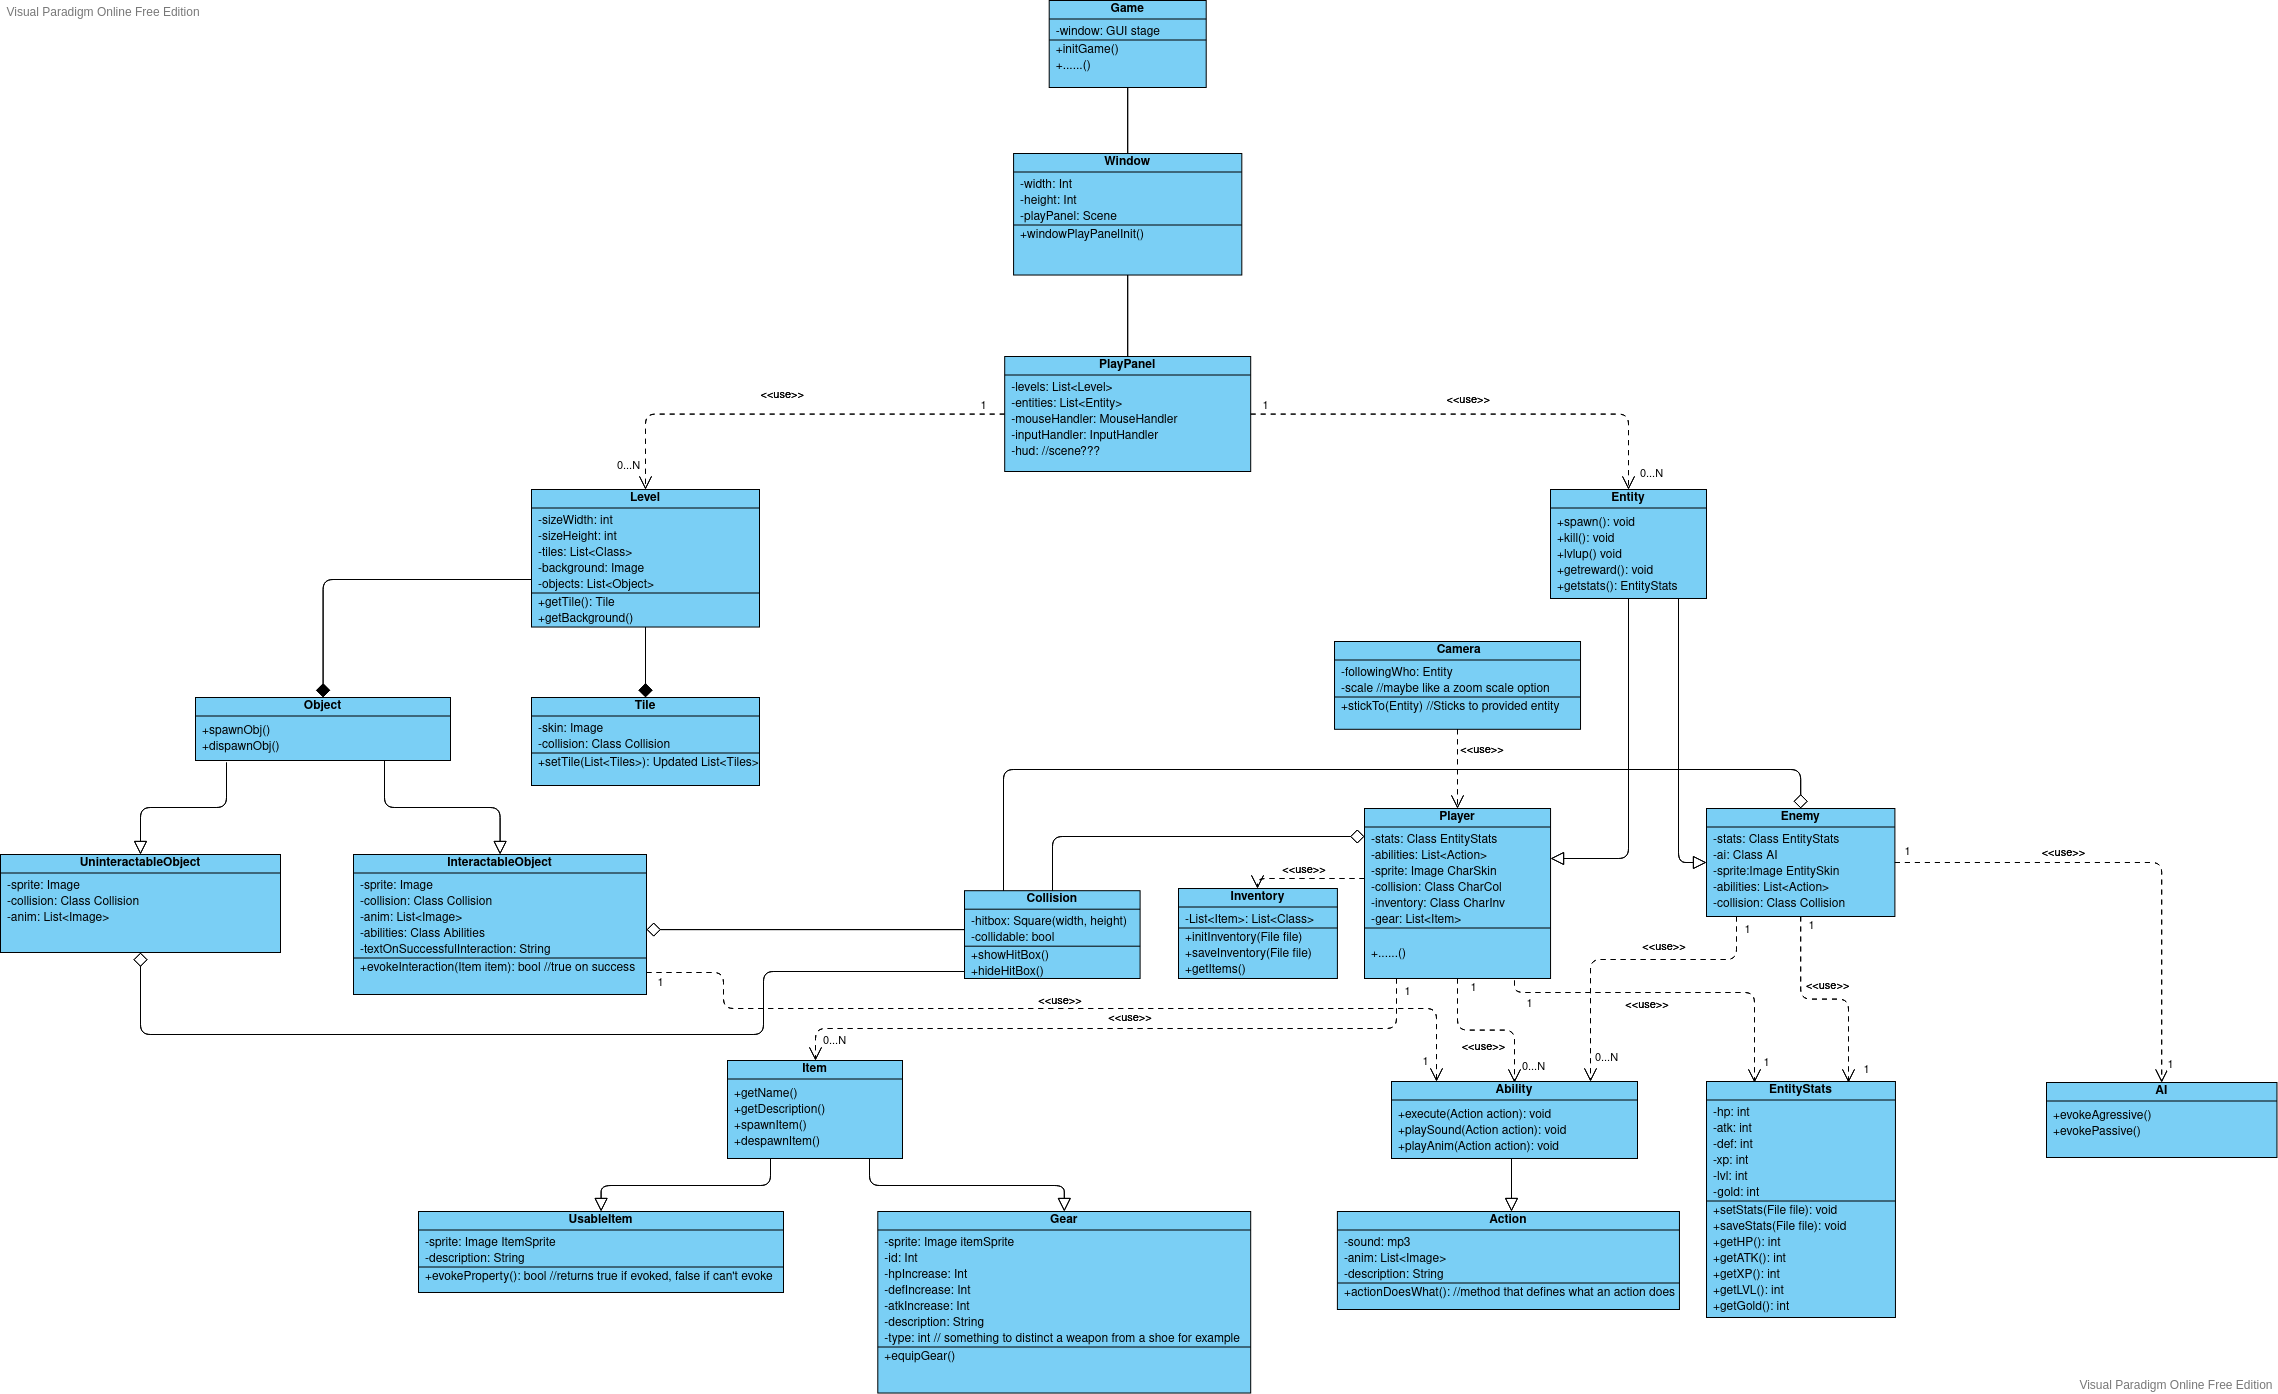 Visual Paradigm Online Free Edition
Game
-window: GUI stage
+initGame()
+......()
Window
-width: Int
-height: Int
-playPanel: Scene
+windowPlayPanelInit()
PlayPanel
-levels: List<Level>
-entities: List<Entity>
-mouseHandler: MouseHandler
-inputHandler: InputHandler
-hud: //scene???
<<use>>
1
0...N
1
<<use>>
0...N
Level
-sizeWidth: int
-sizeHeight: int
-tiles: List<Class>
-background: Image
-objects: List<Object>
+getTile(): Tile
+getBackground()
Entity
+spawn(): void
+kill(): void
+lvlup() void
+getreward(): void
+getstats(): EntityStats
Camera
-followingWho: Entity
-scale //maybe like a zoom scale option
+stickTo(Entity) //Sticks to provided entity
<<use>>
Object
+spawnObj()
+dispawnObj()
Tile
-skin: Image
-collision: Class Collision
+setTile(List<Tiles>): Updated List<Tiles>
UninteractableObject
-sprite: Image
-collision: Class Collision
-anim: List<Image>
InteractableObject
-sprite: Image
-collision: Class Collision
-anim: List<Image>
-abilities: Class Abilities
-textOnSuccessfulInteraction: String
+evokeInteraction(Item item): bool //true on success
1
<<use>>
1
Collision
-hitbox: Square(width, height)
-collidable: bool
+showHitBox()
+hideHitBox()
Inventory
-List<Item>: List<Class>
+initInventory(File file)
+saveInventory(File file)
+getItems()
<<use>>
Player
-stats: Class EntityStats
-abilities: List<Action>
-sprite: Image CharSkin
-collision: Class CharCol
-inventory: Class CharInv
-gear: List<Item>
+......()
Enemy
-stats: Class EntityStats
-ai: Class AI
-sprite:Image EntitySkin
-abilities: List<Action>
-collision: Class Collision
1
<<use>>
1
1
<<use>>
0...N
1
<<use>>
1
1
<<use>>
0...N
1
<<use>>
0...N
1
<<use>>
1
Item
+getName()
+getDescription()
+spawnItem()
+despawnItem()
Ability
+execute(Action action): void
+playSound(Action action): void
+playAnim(Action action): void
EntityStats
-hp: int
-atk: int
-def: int
-xp: int
-lvl: int
-gold: int
+setStats(File file): void
+saveStats(File file): void
+getHP(): int
+getATK(): int
+getXP(): int
+getLVL(): int
+getGold(): int
AI
+evokeAgressive()
+evokePassive()
UsableItem
-sprite: Image ItemSprite
-description: String
+evokeProperty(): bool //returns true if evoked, false if can't evoke
Gear
-sprite: Image itemSprite
-id: Int
-hpIncrease: Int
-defIncrease: Int
-atkIncrease: Int
-description: String
-type: int // something to distinct a weapon from a shoe for example
+equipGear()
Action
-sound: mp3
-anim: List<Image>
-description: String
+actionDoesWhat(): //method that defines what an action does
Visual Paradigm Online Free Edition